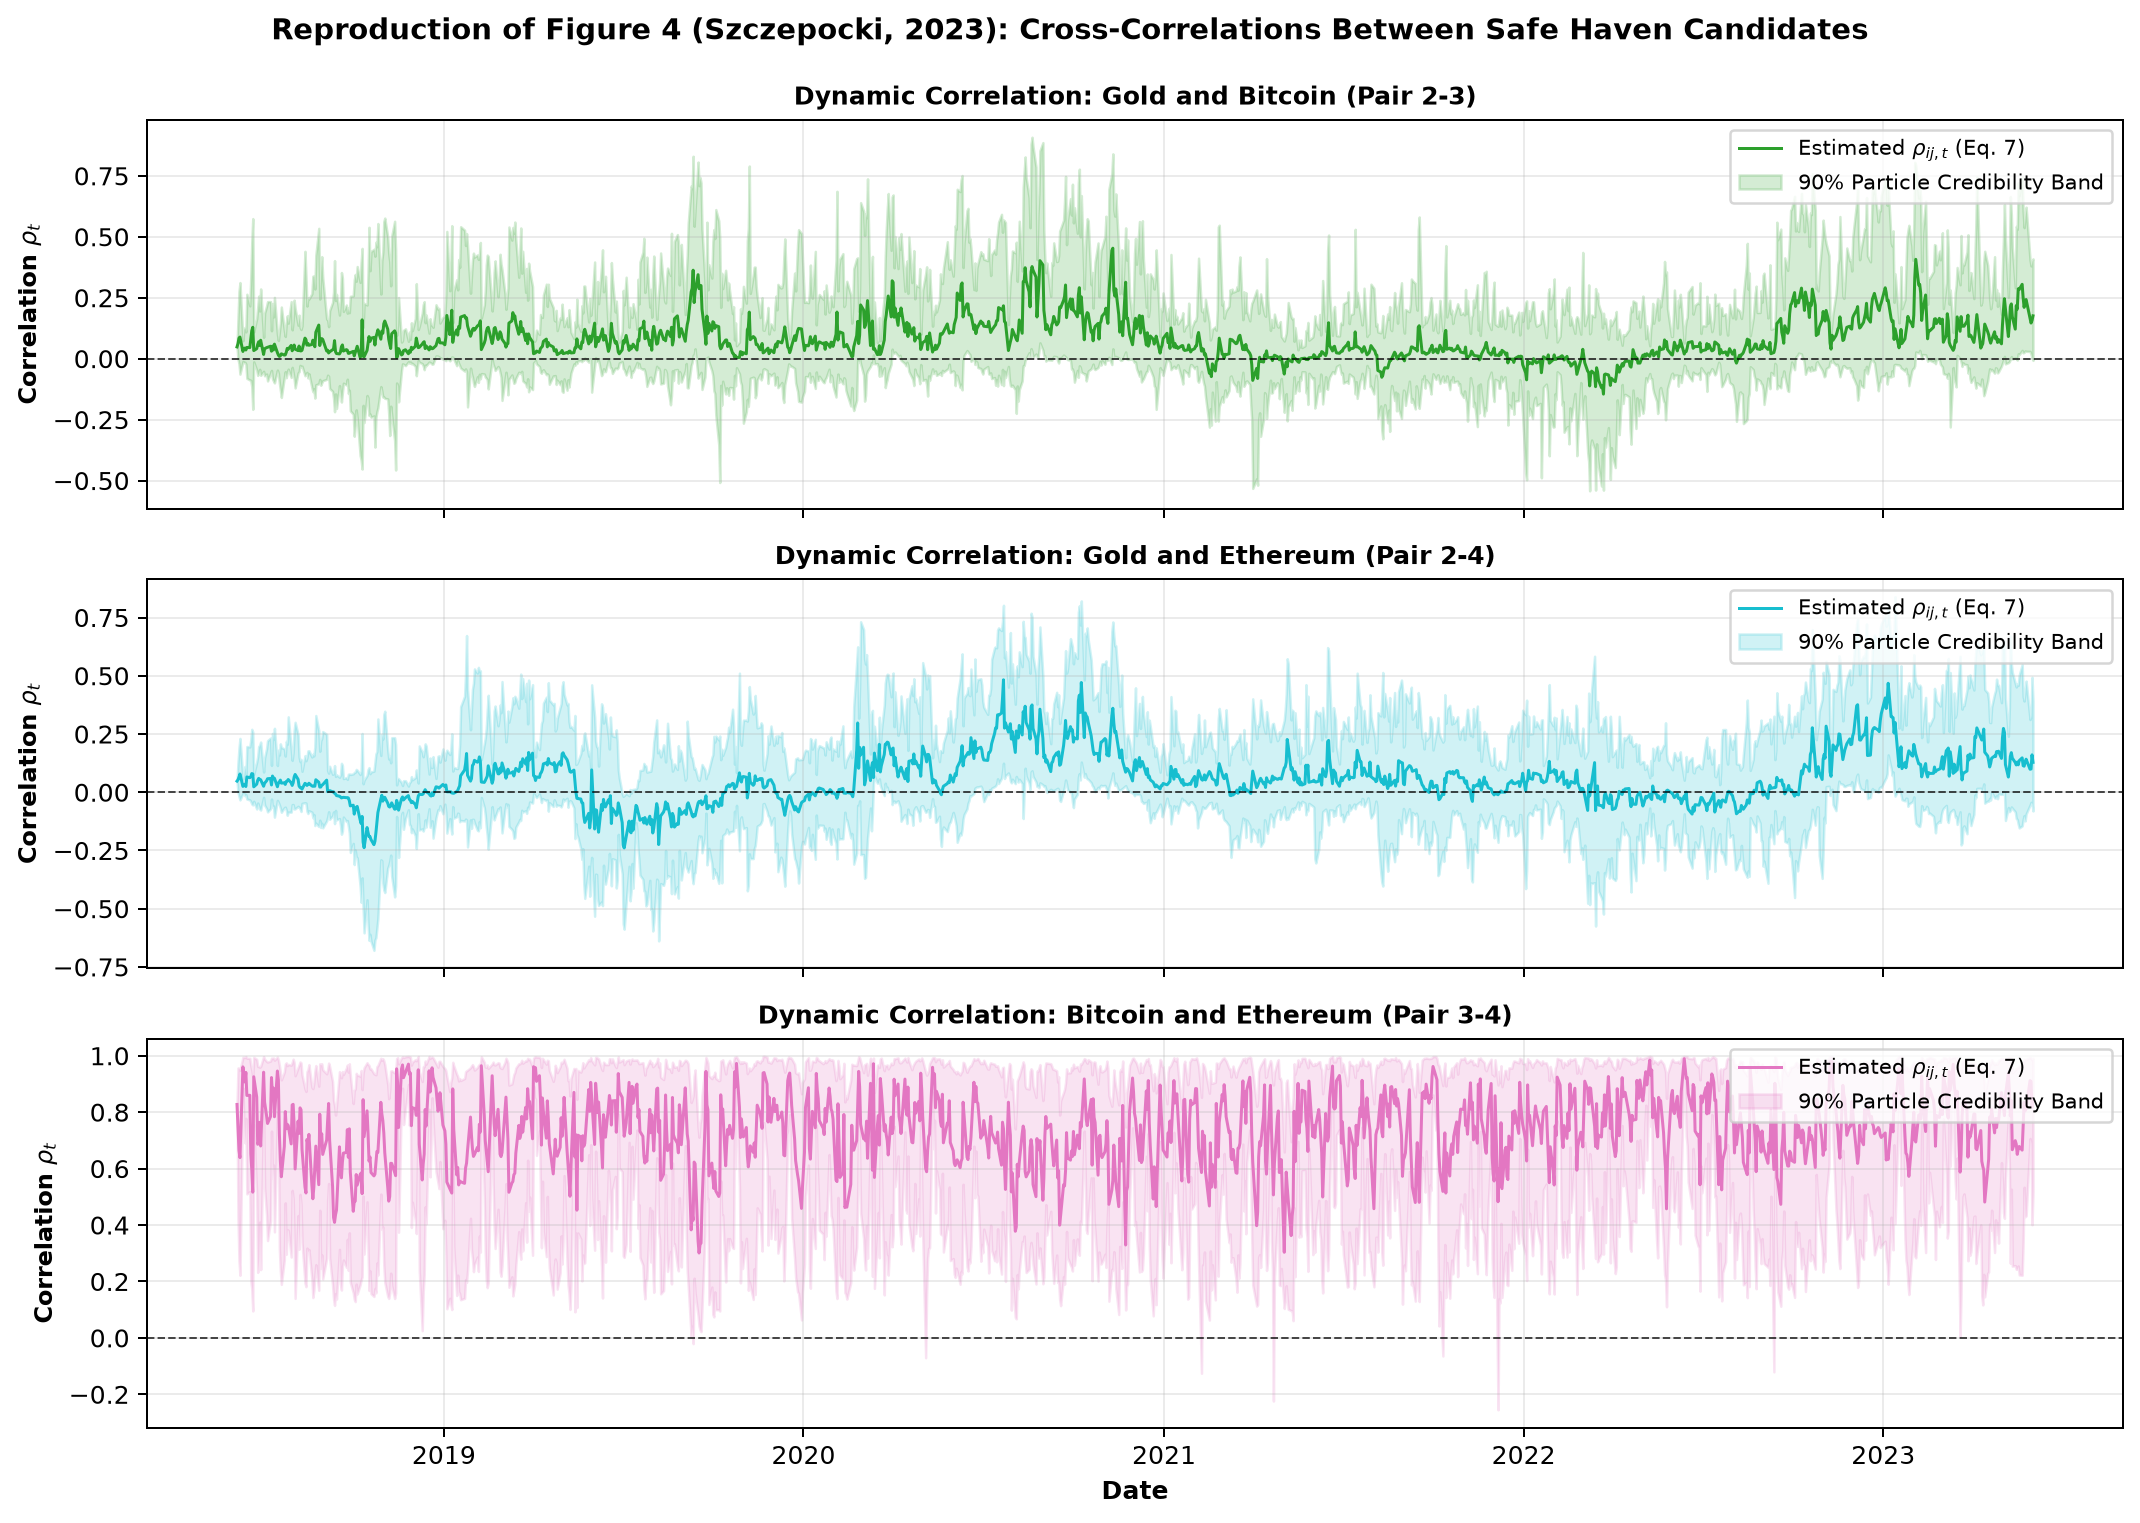 Reproduction of Figure 4 (Szczepocki, 2023): Cross-Correlations Between Safe Haven Candidates
Dynamic Correlation: Gold and Bitcoin (Pair 2-3)
Correlation ρt
0.75
0.50
0.25
0.00
−0.25
−0.50
Estimated ρij, t (Eq. 7)
90% Particle Credibility Band
Dynamic Correlation: Gold and Ethereum (Pair 2-4)
Correlation ρt
0.75
0.50
0.25
0.00
−0.25
−0.50
−0.75
Estimated ρij, t (Eq. 7)
90% Particle Credibility Band
Dynamic Correlation: Bitcoin and Ethereum (Pair 3-4)
Correlation ρt
1.0
0.8
0.6
0.4
0.2
0.0
−0.2
Estimated ρij, t (Eq. 7)
90% Particle Credibility Band
2019 2020 2021 2022 2023
Date